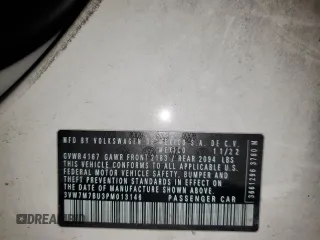 MFD. BY VOLKSWAGEN DE MEXICO S.A. DE C.V.
MEXICO 11/22
GVWR 4167 GAWR FRONT 2183 / REAR 2094 LBS
THIS VEHICLE CONFORMS TO ALL APPLICABLE
FEDERAL MOTOR VEHICLE SAFETY, BUMPER AND
THEFT PREVENTION STANDARDS IN EFFECT ON
THE DATE OF MANUFACTURE SHOWN ABOVE.
3VW7M7BU3PM013146 PASSENGER CAR
DREAMBID